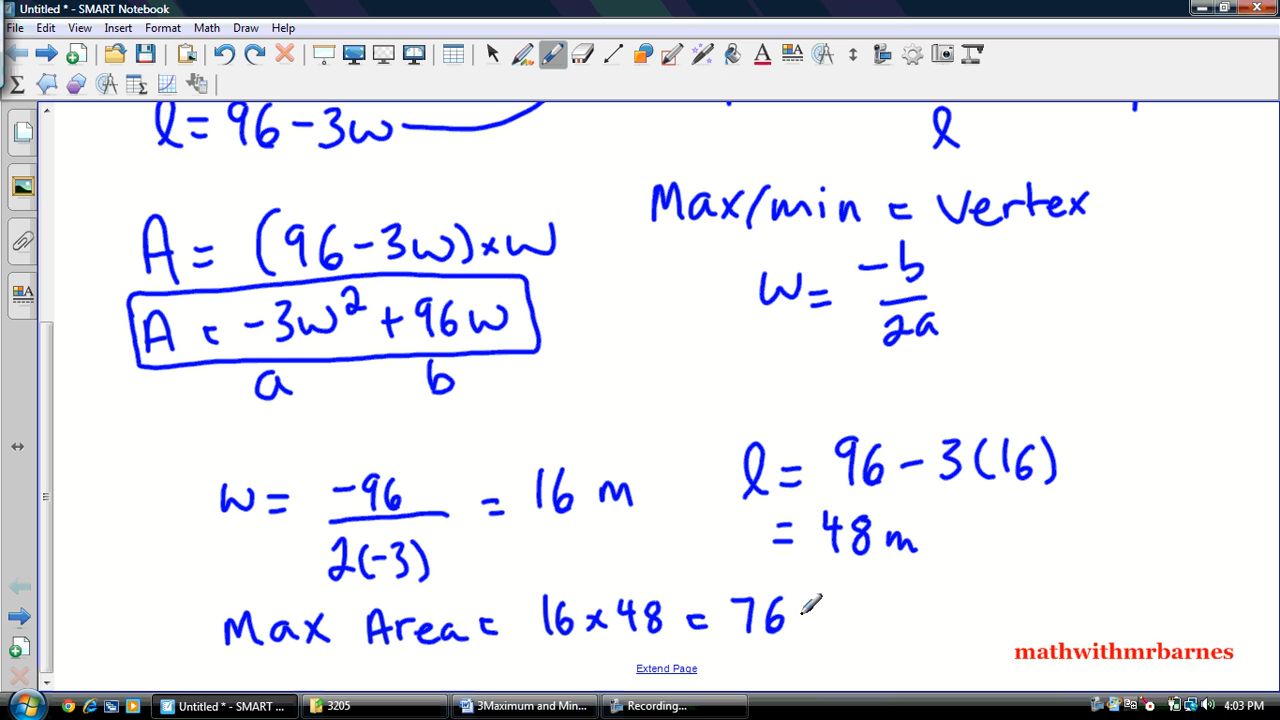 Untitled * - SMART Notebook
File Edit View Insert Format Math Draw Help
l = 96 - 3w
l
Max/min = Vertex
A = (96 - 3w) × w
w = -b / 2a
A = -3w² + 96w
a b
l = 96 - 3(16)
w = -96 / 2(-3) = 16 m
= 48 m
Max Area = 16 × 48 = 76
mathwithmrbarnes
Extend Page
Untitled * - SMART ... 3205 3Maximum and Min... Recording... 4:03 PM